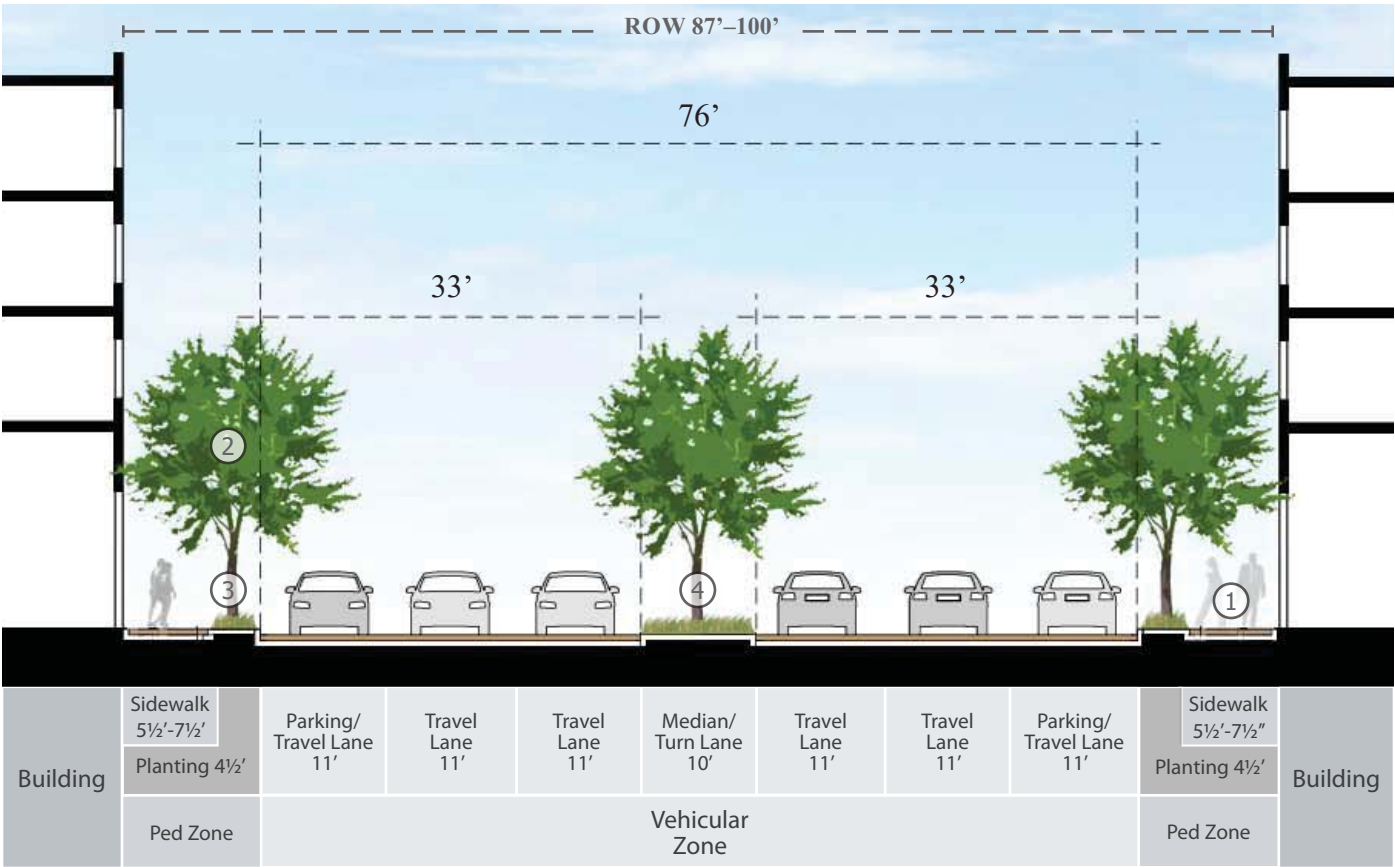 ROW 87’–100’
76’
33’
33’
2
3
4
1
Building
Sidewalk
5½’-7½’
Planting 4½’
Ped Zone
Parking/
Travel Lane
11’
Travel
Lane
11’
Travel
Lane
11’
Median/
Turn Lane
10’
Travel
Lane
11’
Travel
Lane
11’
Parking/
Travel Lane
11’
Vehicular
Zone
Sidewalk
5½’-7½”
Planting 4½’
Ped Zone
Building